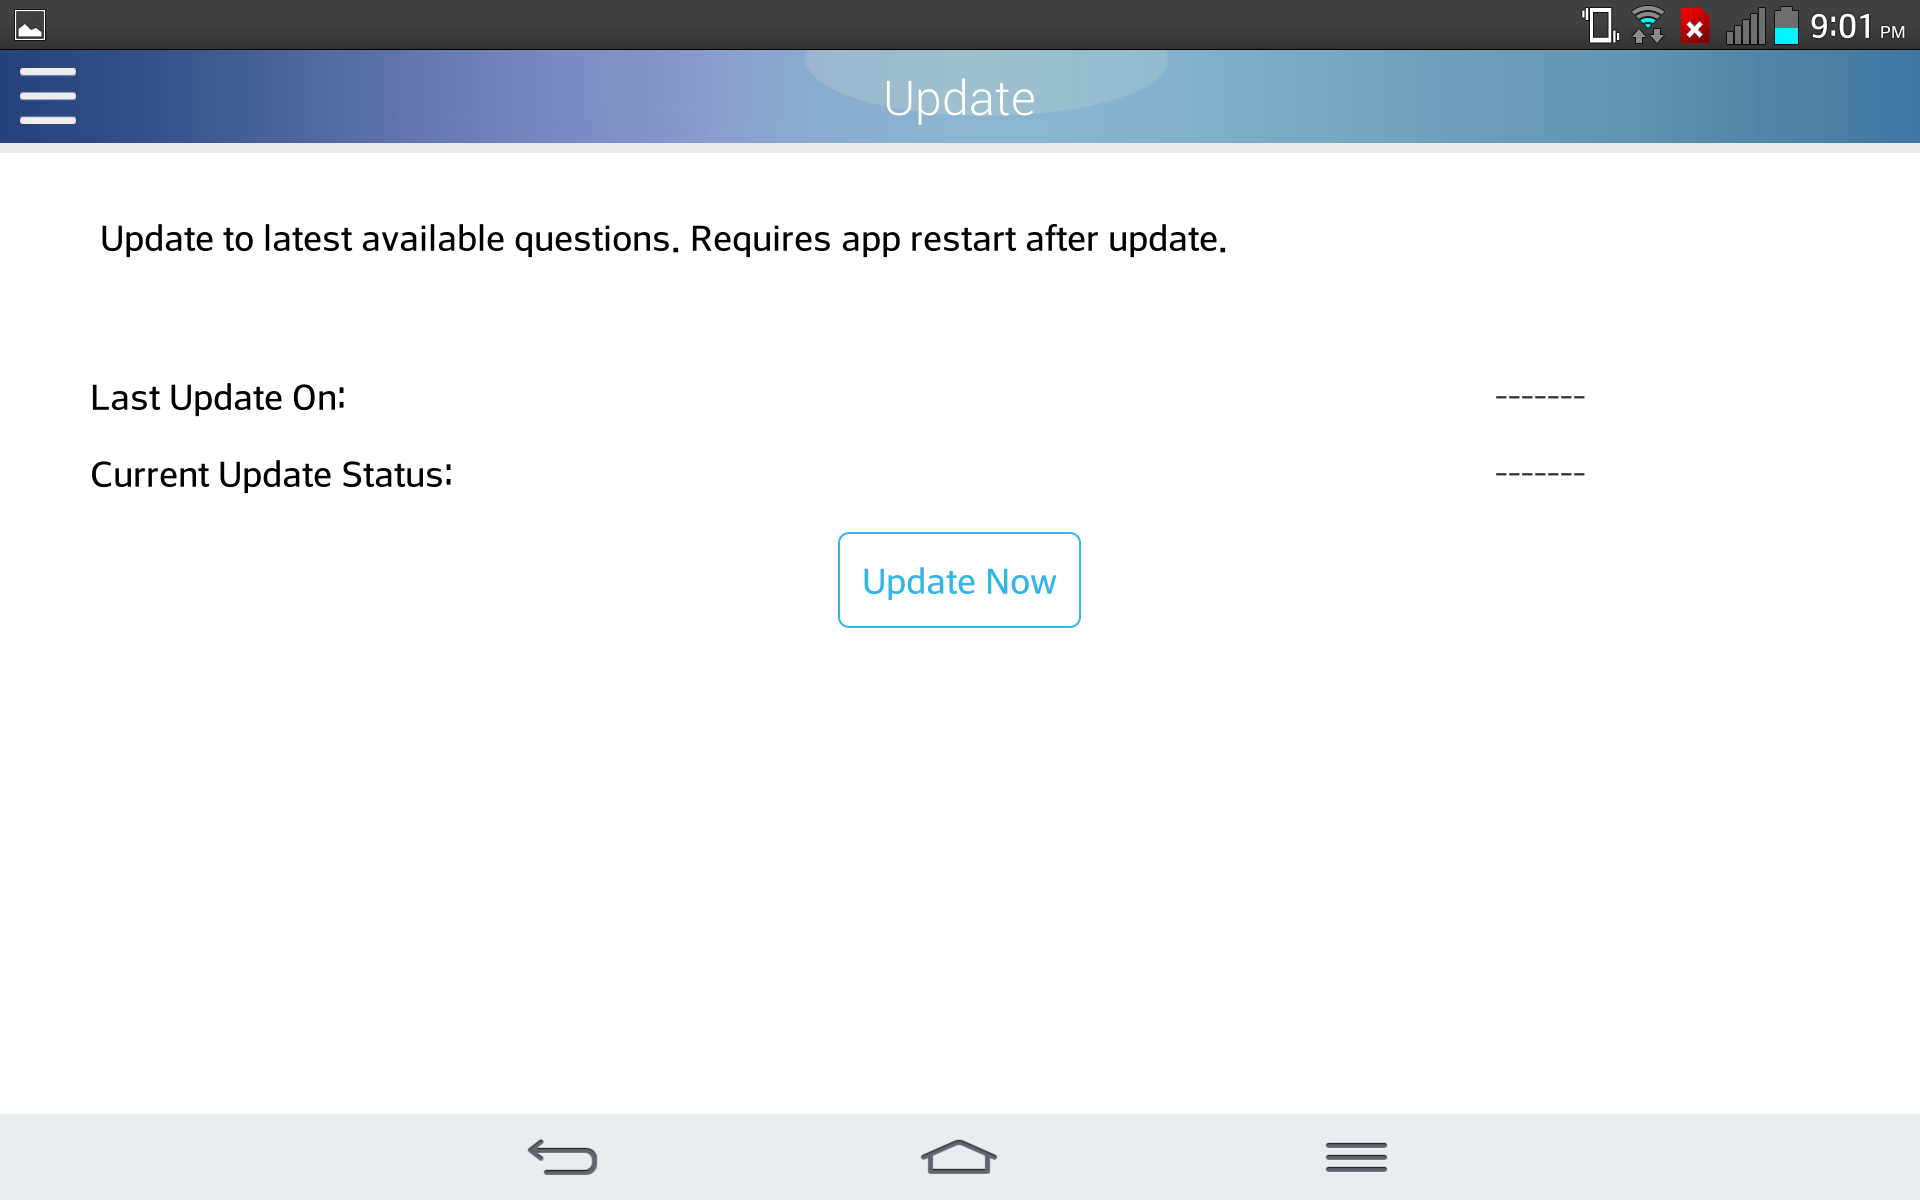 9:01 PM
Update
Update to latest available questions. Requires app restart after update.
Last Update On: -------
Current Update Status: -------
Update Now